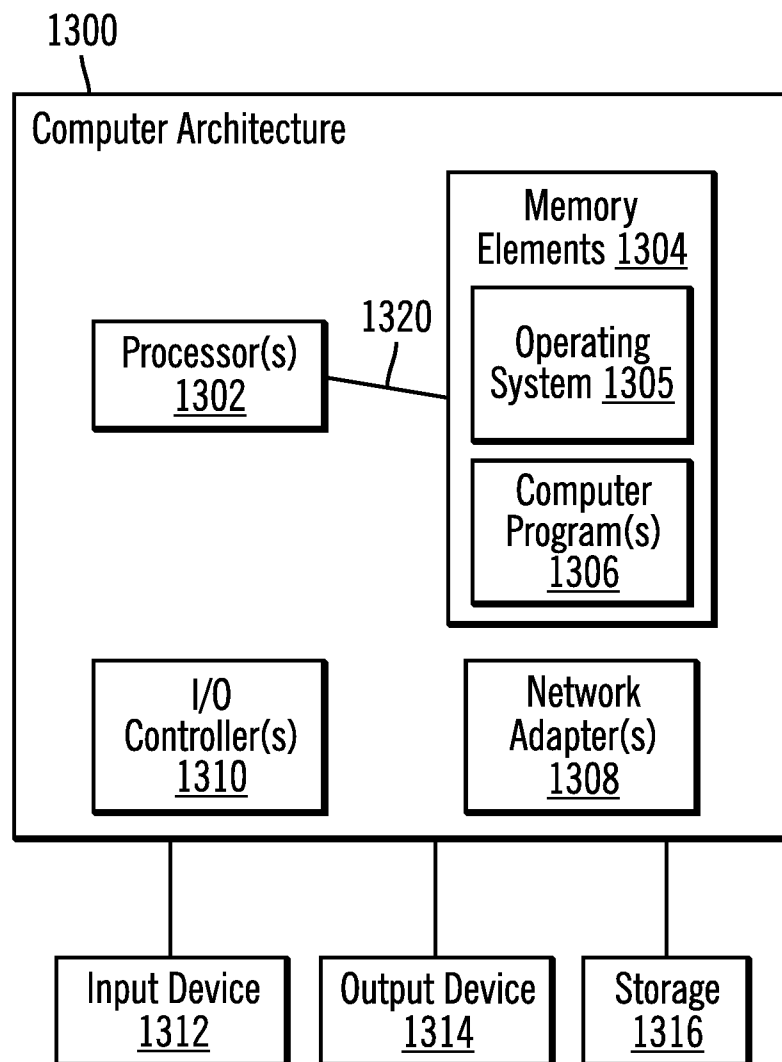 1300
Computer Architecture
Memory
Elements 1304
1320
Processor(s)
1302
Operating
System 1305
Computer
Program(s)
1306
I/O
Controller(s)
1310
Network
Adapter(s)
1308
Input Device
1312
Output Device
1314
Storage
1316